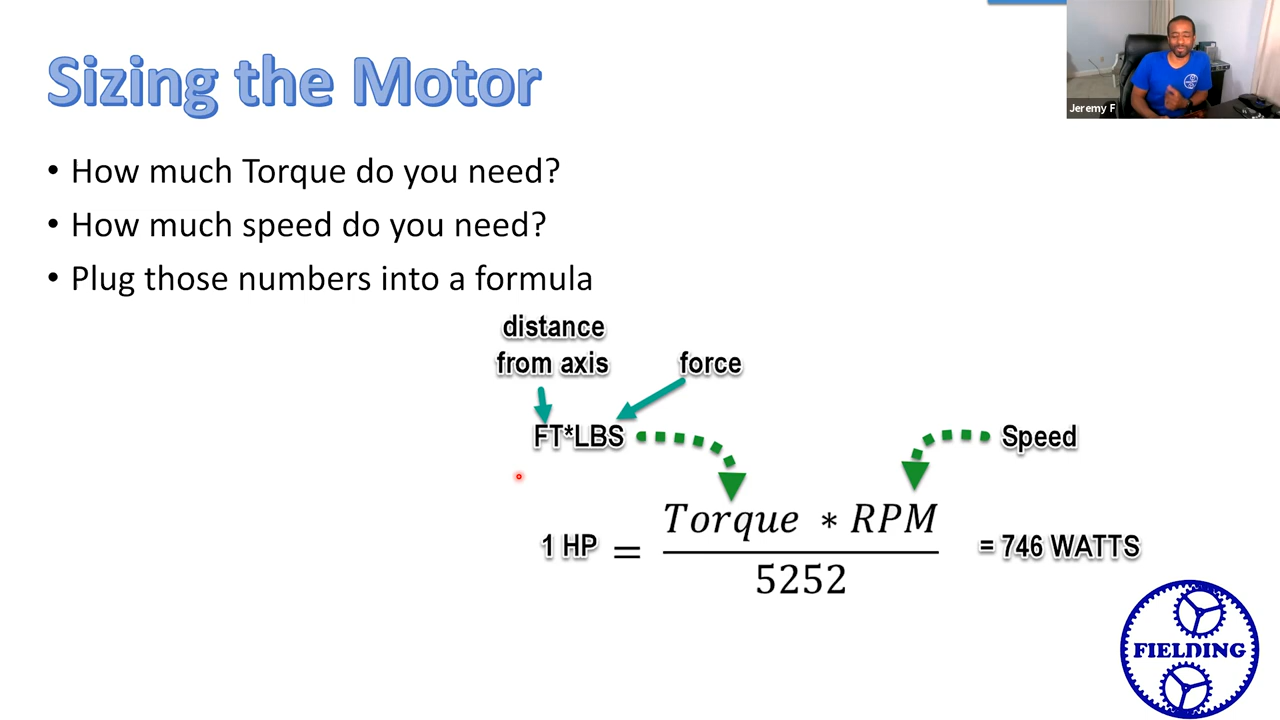 Sizing the Motor
Jeremy F
• How much Torque do you need?
• How much speed do you need?
• Plug those numbers into a formula
distance
from axis
force
FT*LBS
Speed
1 HP = Torque * RPM / 5252 = 746 WATTS
FIELDING